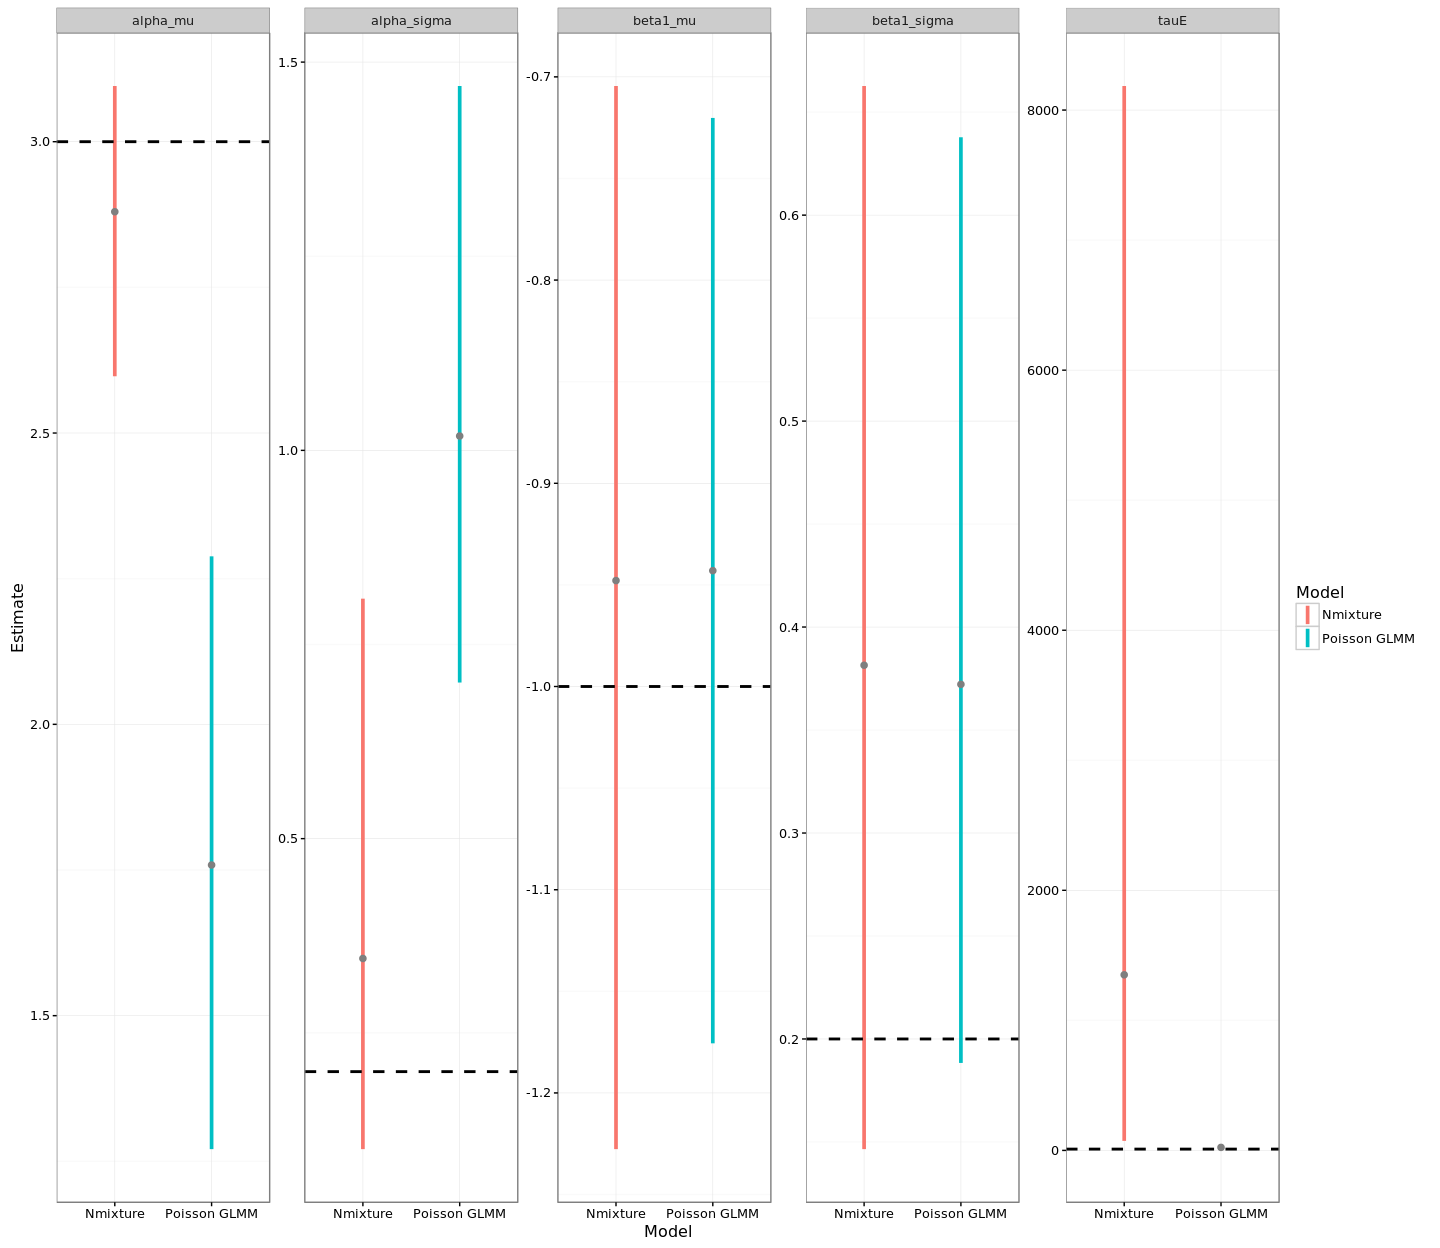 alpha_mu
alpha_sigma
beta1_mu
beta1_sigma
tauE
Estimate
3.0
2.5
2.0
1.5
1.5
1.0
0.5
-0.7
-0.8
-0.9
-1.0
-1.1
-1.2
0.6
0.5
0.4
0.3
0.2
8000
6000
4000
2000
0
Nmixture Poisson GLMM
Nmixture Poisson GLMM
Nmixture Poisson GLMM
Nmixture Poisson GLMM
Nmixture Poisson GLMM
Model
Model
Nmixture
Poisson GLMM